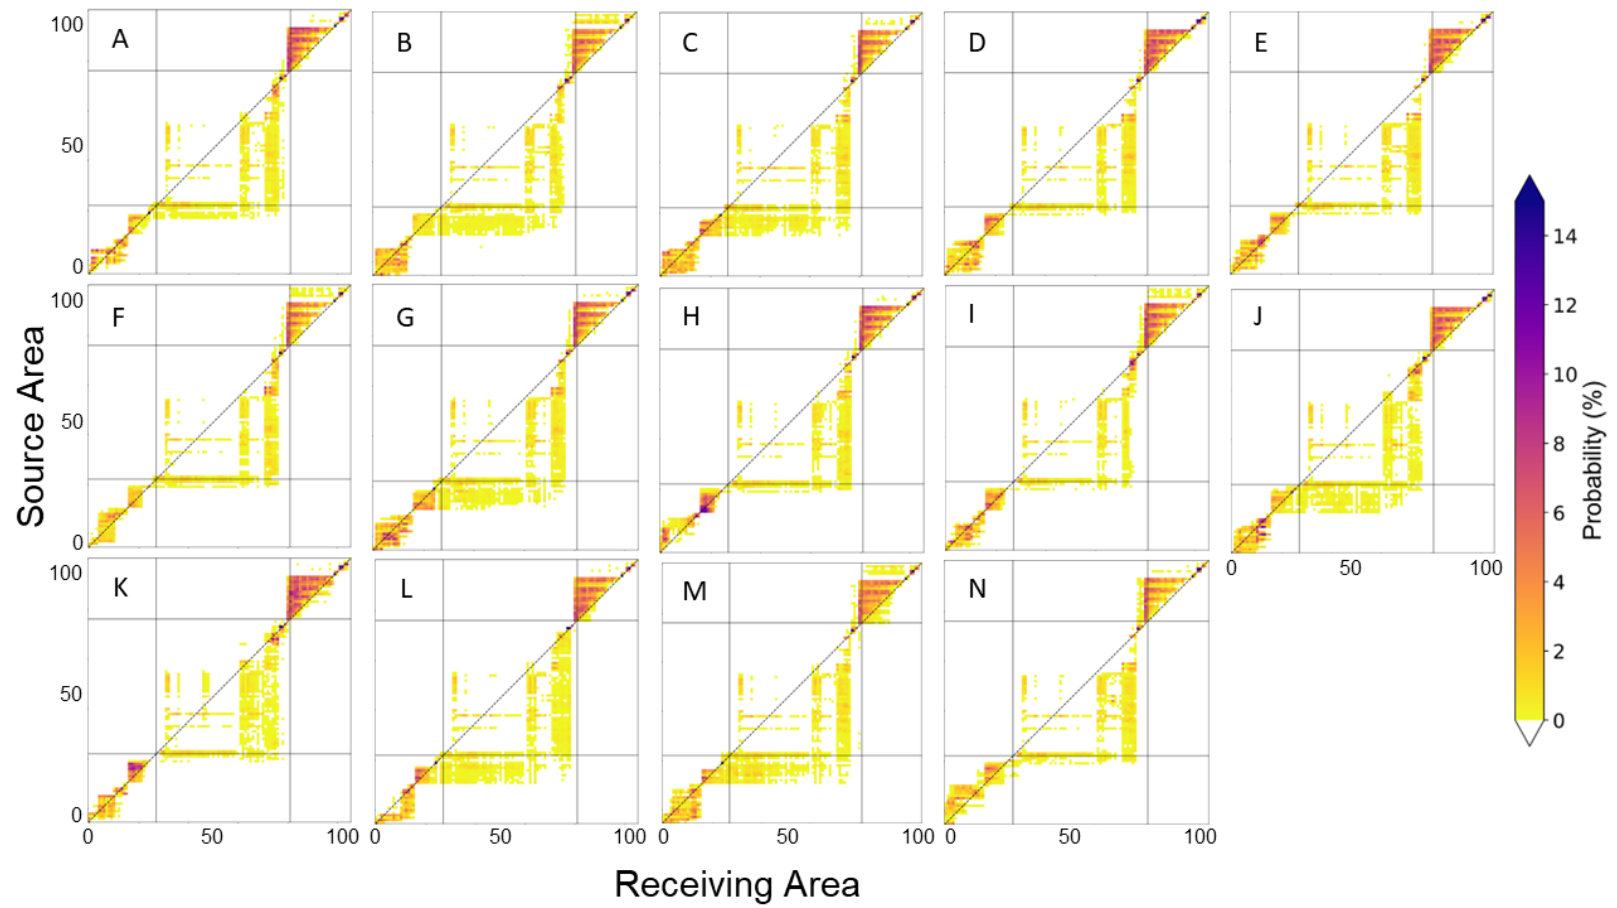 100 A B C D E
50
0
100 F G H I J
50
0
0 50 100
100 K L M N
50
0
0 50 100 0 50 100 0 50 100 0 50 100
Source Area
Receiving Area
14
12
10
8
6
4
2
0
Probability (%)